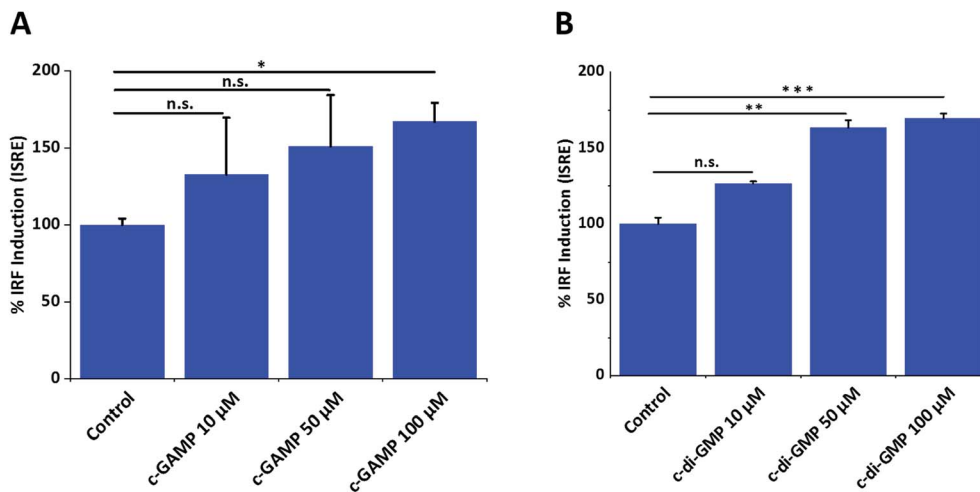 A
% IRF Induction (ISRE)
200
150
100
50
0
*
n.s.
n.s.
Control
c-GAMP 10 µM
c-GAMP 50 µM
c-GAMP 100 µM
B
% IRF Induction (ISRE)
200
150
100
50
0
***
**
n.s.
Control
c-di-GMP 10 µM
c-di-GMP 50 µM
c-di-GMP 100 µM